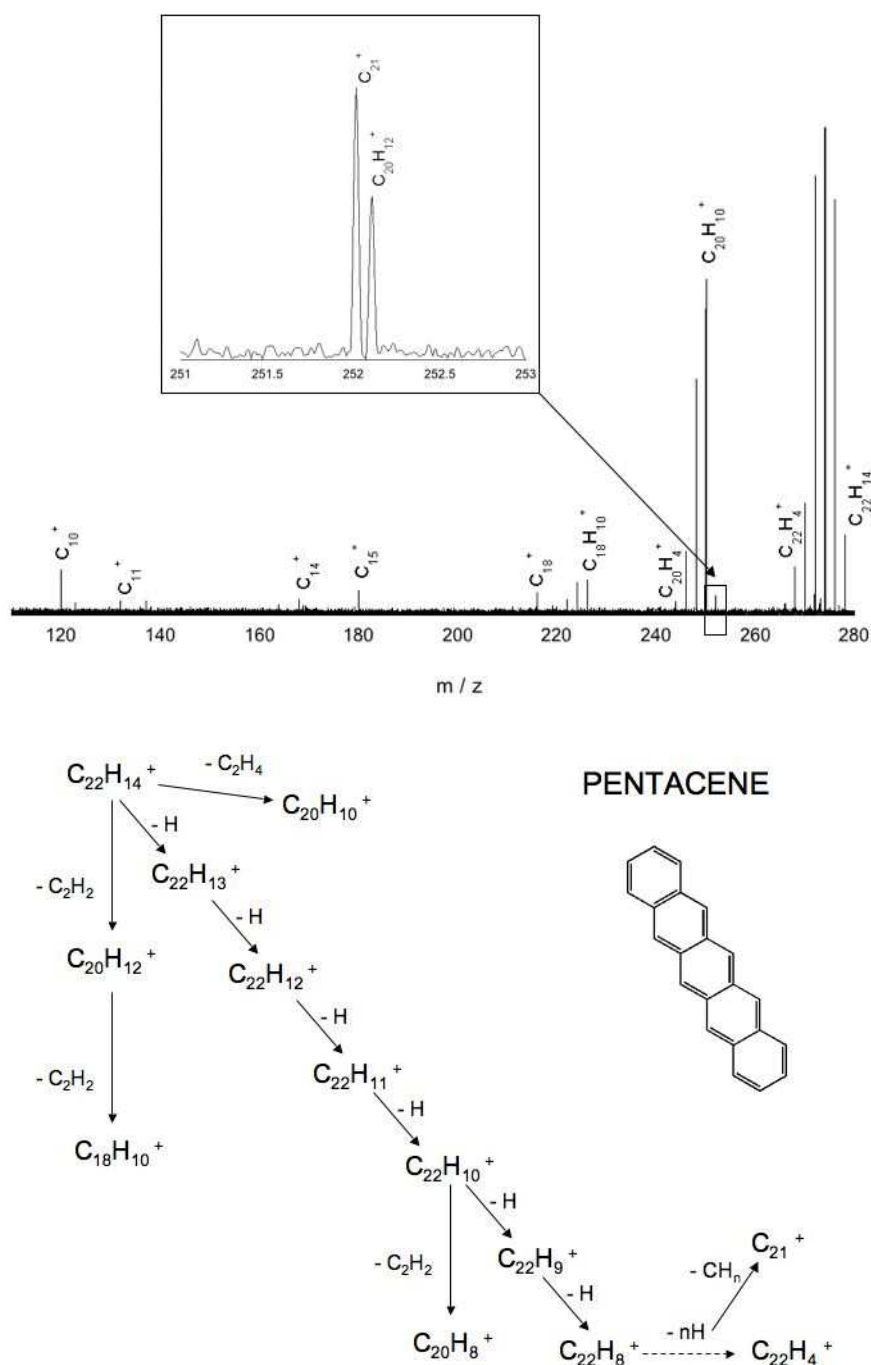 C21+
C20H12+
251 251.5 252 252.5 253
C20H10+
C10+
C11+
C14+
C15+
C18+
C18H10+
C20H4+
C22H4+
C22H14+
120 140 160 180 200 220 240 260 280
m / z
C22H14+
- C2H4
C20H10+
PENTACENE
- H
C22H13+
- C2H2
- H
C20H12+
C22H12+
- H
- C2H2
C22H11+
- H
C18H10+
C22H10+
- H
- C2H2
C22H9+
C21+
- CHn
- H
- nH
C20H8+
C22H8+
C22H4+